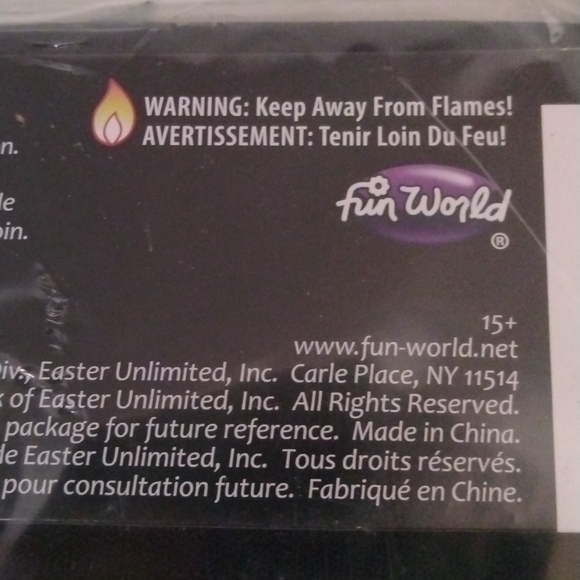 WARNING: Keep Away From Flames!
AVERTISSEMENT: Tenir Loin Du Feu!
fun World
®
15+
www.fun-world.net
Easter Unlimited, Inc. Carle Place, NY 11514
of Easter Unlimited, Inc. All Rights Reserved.
package for future reference. Made in China.
Easter Unlimited, Inc. Tous droits réservés.
pour consultation future. Fabriqué en Chine.